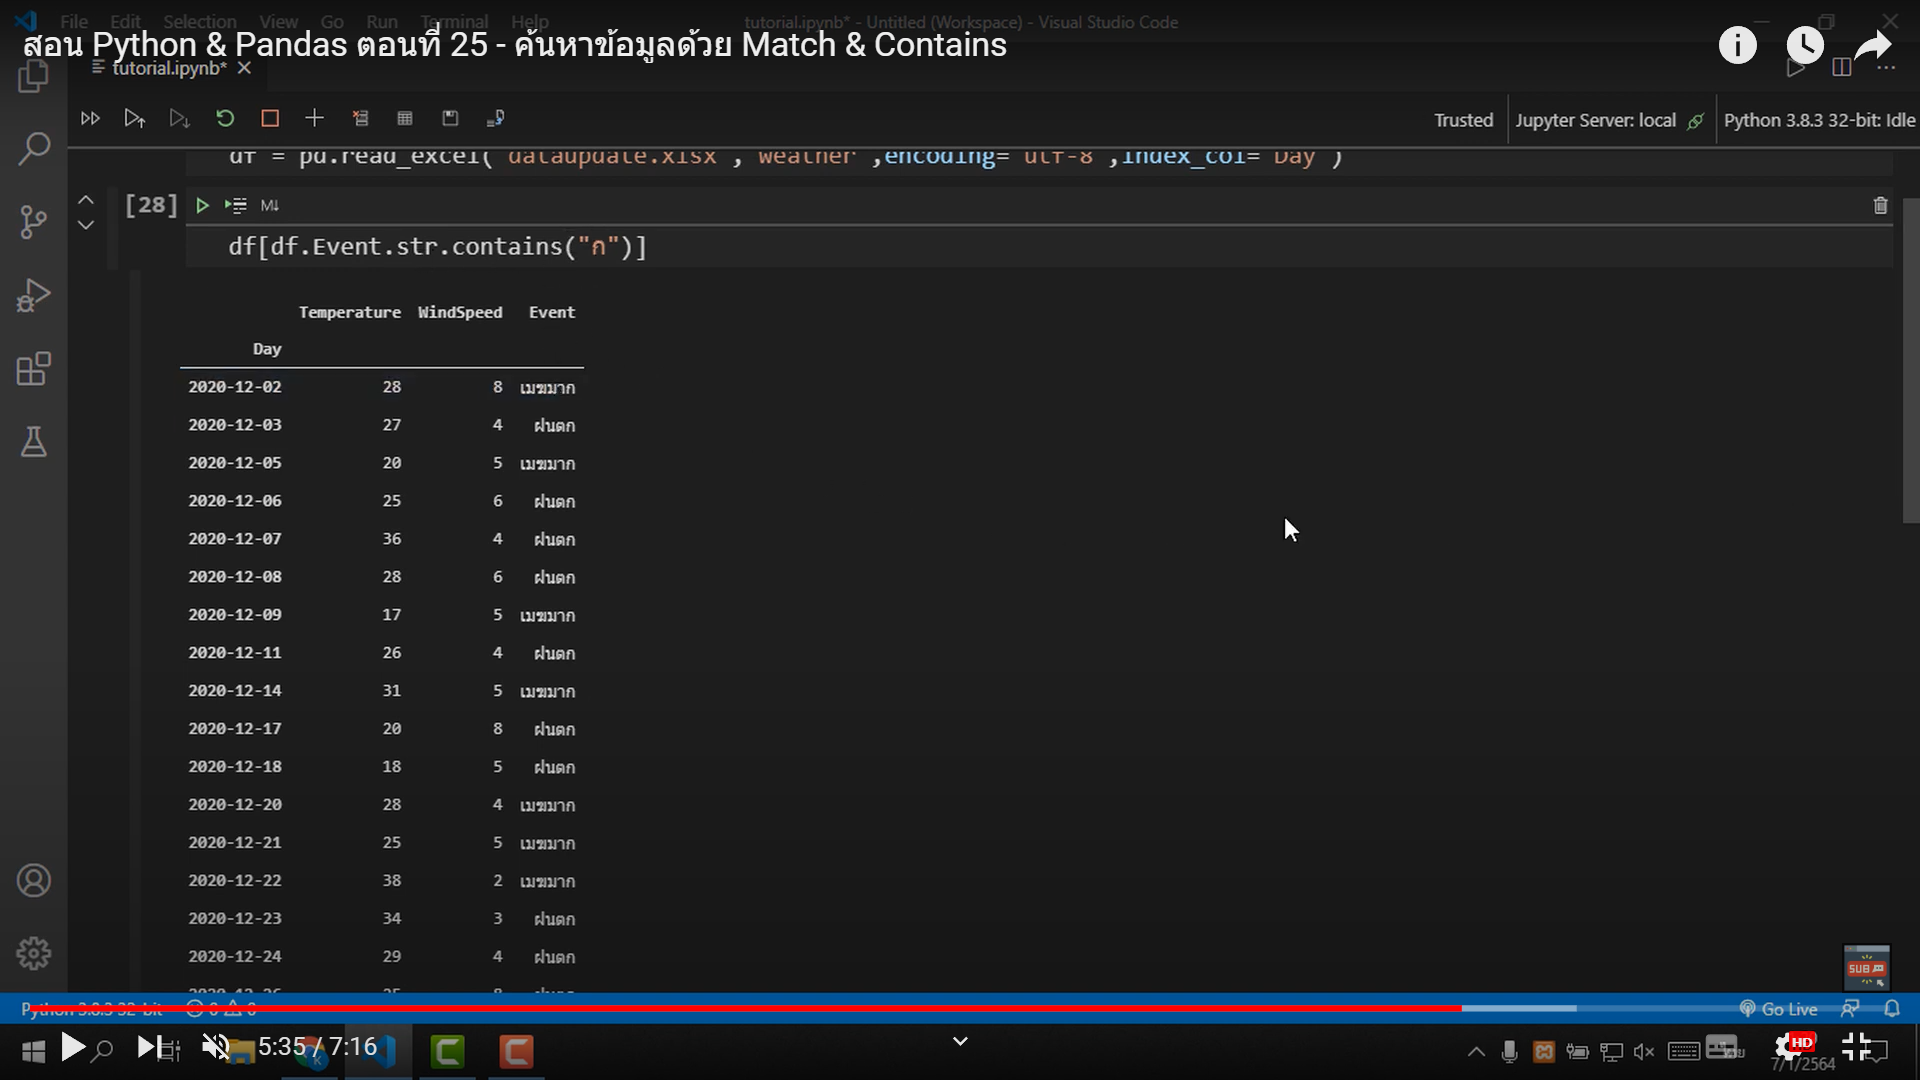 File Edit Selection View Go Run Terminal Help tutorial.ipynb* - Untitled (Workspace) - Visual Studio Code
สอน Python & Pandas ตอนที่ 25 - ค้นหาข้อมูลด้วย Match & Contains
tutorial.ipynb*
Trusted Jupyter Server: local Python 3.8.3 32-bit: Idle
df = pd.read_excel("dataupdate.xlsx","Weather",encoding="utf-8",index_col="Day")
[28] M↓
df[df.Event.str.contains("ก")]
Temperature WindSpeed Event
Day
2020-12-02 28 8 เมฆมาก
2020-12-03 27 4 ฝนตก
2020-12-05 20 5 เมฆมาก
2020-12-06 25 6 ฝนตก
2020-12-07 36 4 ฝนตก
2020-12-08 28 6 ฝนตก
2020-12-09 17 5 เมฆมาก
2020-12-11 26 4 ฝนตก
2020-12-14 31 5 เมฆมาก
2020-12-17 20 8 ฝนตก
2020-12-18 18 5 ฝนตก
2020-12-20 28 4 เมฆมาก
2020-12-21 25 5 เมฆมาก
2020-12-22 38 2 เมฆมาก
2020-12-23 34 3 ฝนตก
2020-12-24 29 4 ฝนตก
2020-12-26 25 8 ฝนตก
SUB
Python 3.8.3 32-bit 0 0 Go Live
5:35 / 7:16 HD
7/1/2564